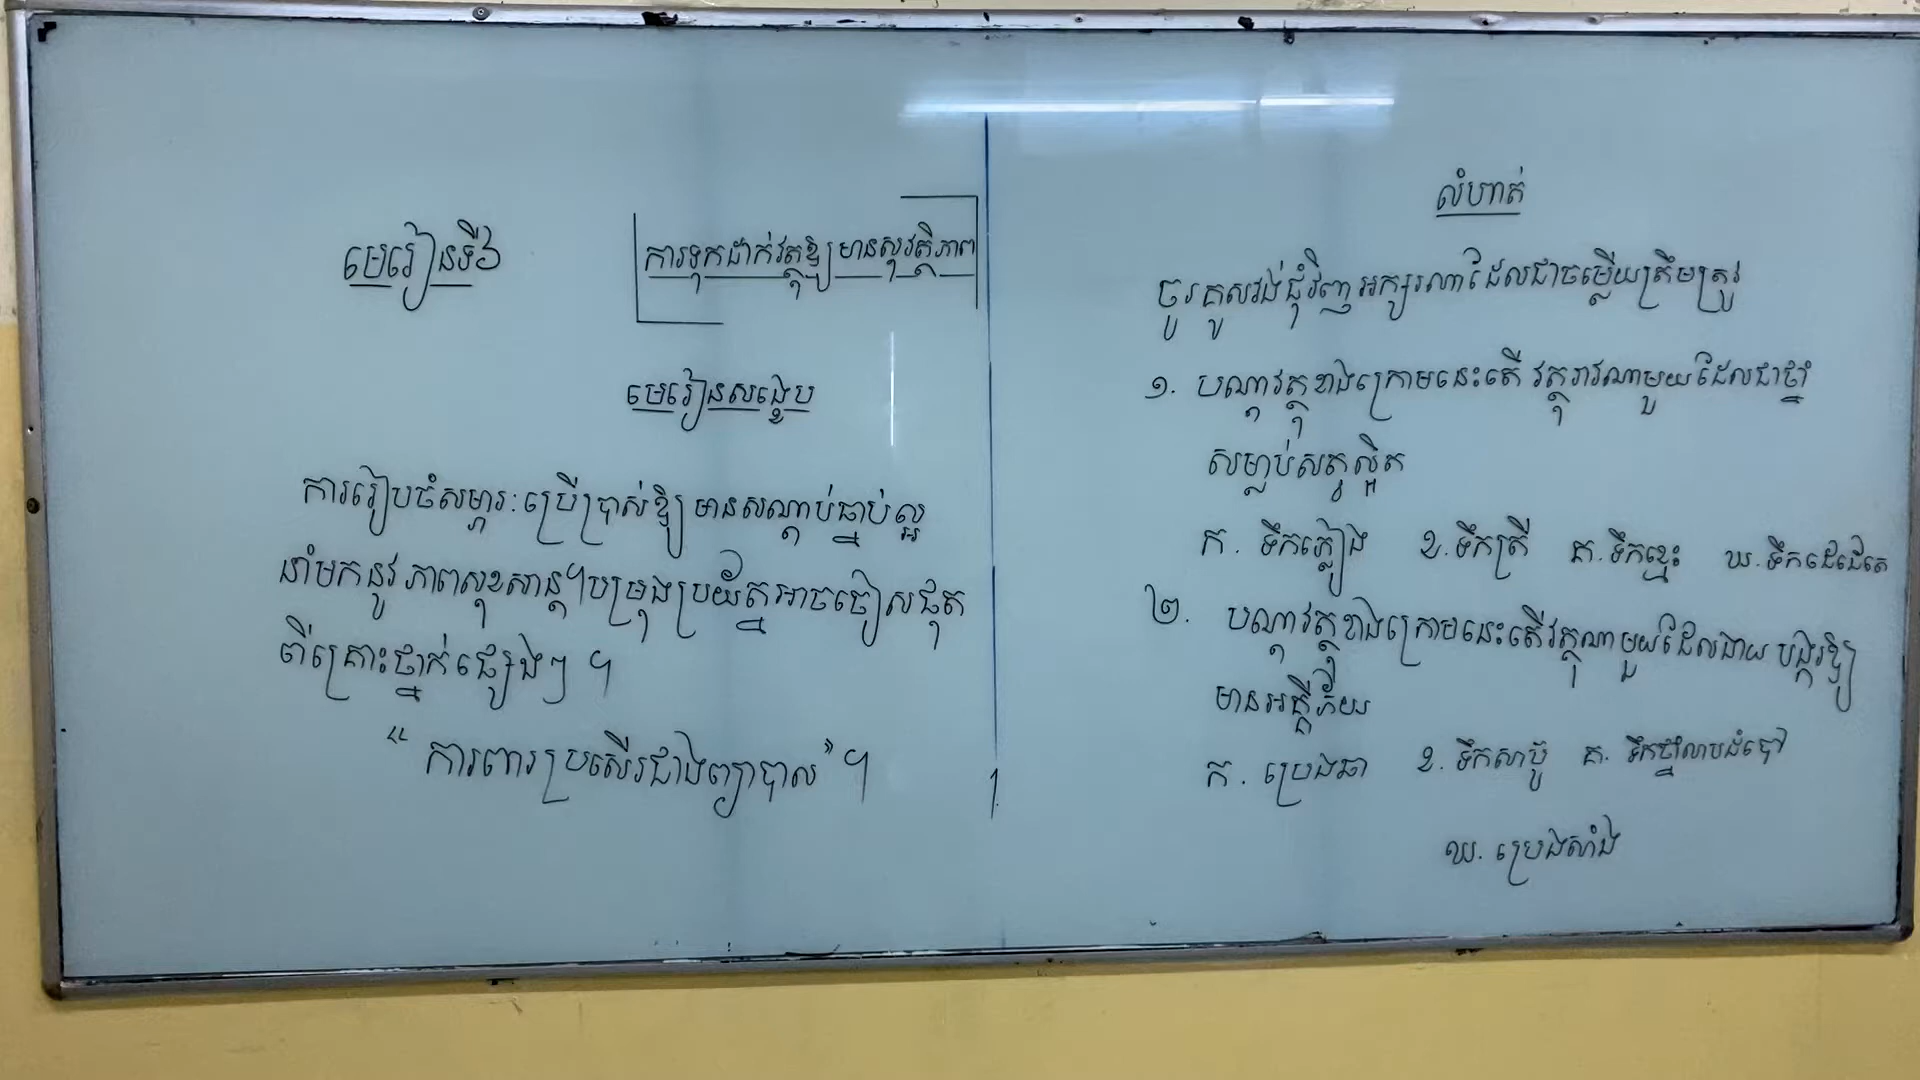 មេរៀនទី៦
ការទុកដាក់វត្ថុឱ្យមានសុវត្ថិភាព
មេរៀនសង្ខេប
ការរៀបចំសម្ភារៈប្រើប្រាស់ឱ្យមានសណ្តាប់ធ្នាប់ល្អ
នាំមកនូវភាពសុខសាន្ត។បម្រុងប្រយ័ត្នអាចចៀសផុត
ពីគ្រោះថ្នាក់ផ្សេងៗ ។
“ ការពារប្រសើរជាងព្យាបាល” ។
លំហាត់
ចូរគូសវង់ជុំវិញអក្សរណាដែលជាចម្លើយត្រឹមត្រូវ
១. បណ្តាវត្ថុខាងក្រោមនេះតើ វត្ថុរាវណាមួយដែលជាថ្នាំ
សម្លាប់សត្វល្អិត
ក. ទឹកភ្លៀង ខ. ទឹកត្រី គ. ទឹកខ្មេះ ឃ. ទឹកដេដេតេ
២. បណ្តាវត្ថុខាងក្រោមនេះតើវត្ថុណាមួយដែលងាយ បង្កឱ្យ
មានអគ្គីភ័យ
ក. ប្រេងឆា ខ. ទឹកសាប៊ូ គ. ទឹកថ្នាំលាបដំបៅ
ឃ. ប្រេងសាំង